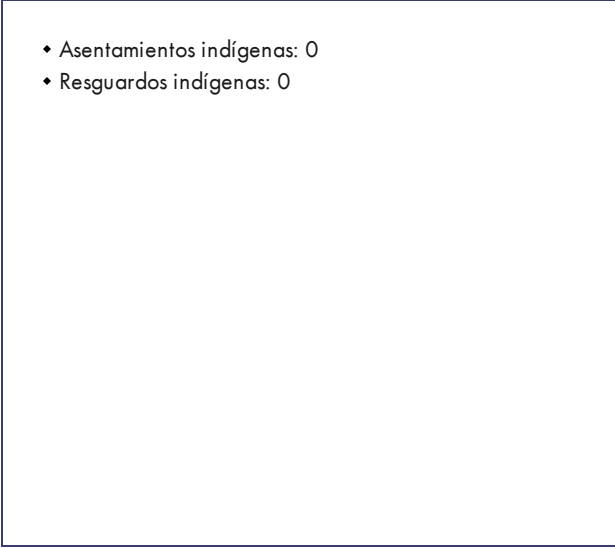 ◆ Asentamientos indígenas: 0
◆ Resguardos indígenas: 0